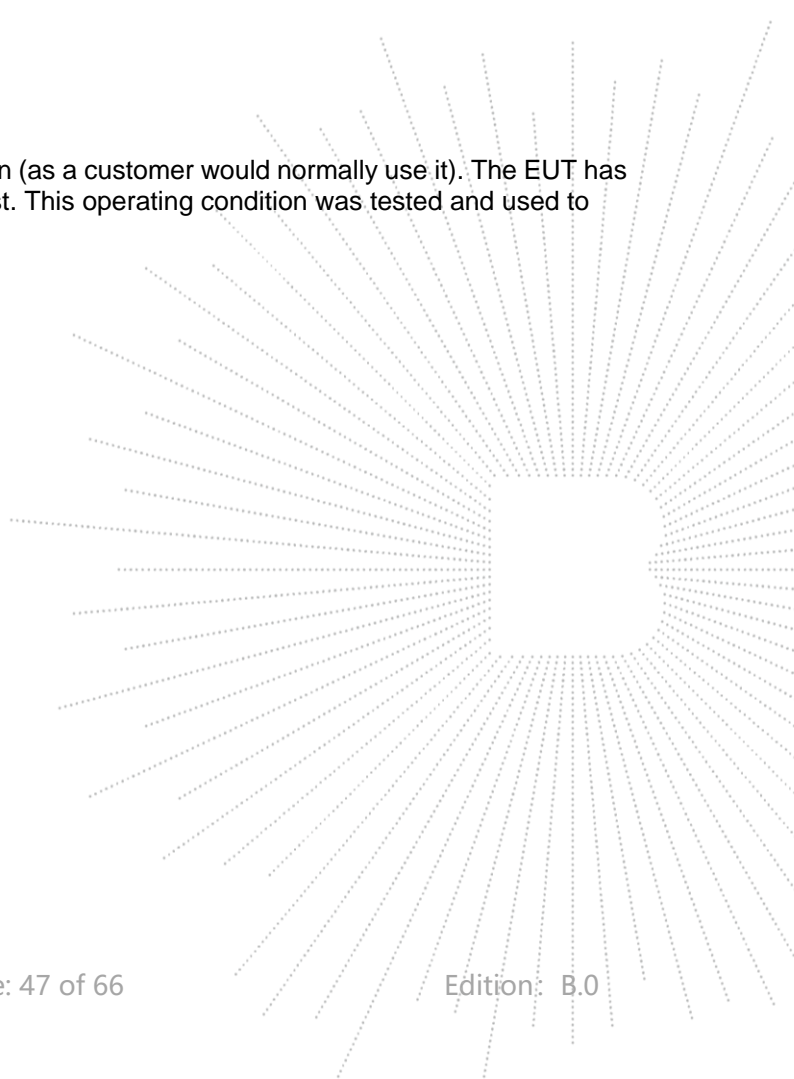 n (as a customer would normally use it). The EUT has
st. This operating condition was tested and used to
e: 47 of 66 Edition: B.0